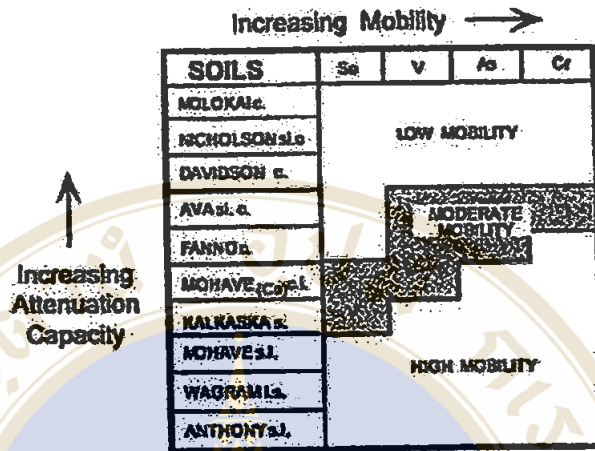 Increasing Mobility
SOILS Se V As Cr
MOLOKAI c.
NICHOLSON si.c
LOW MOBILITY
DAVIDSON c.
AVA si. c.
MODERATE
MOBILITY
FANNO c.
Increasing
Attenuation
Capacity
MOHAVE (Ca) c.l.
KALKASKA s.
MOHAVE s.l.
HIGH MOBILITY
WAGRAM l.s.
ANTHONY s.l.